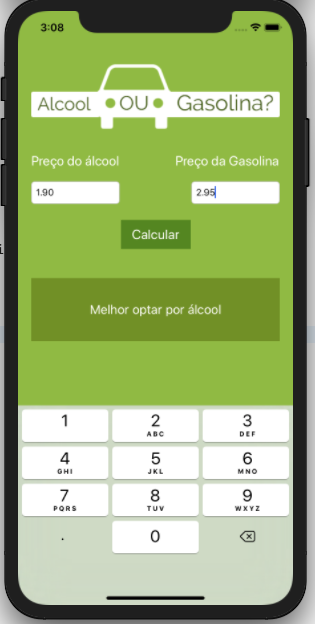 3:08
Alcool OU Gasolina?
Preço do álcool Preço da Gasolina
1.90 2.95
Calcular
Melhor optar por álcool
1 2 3
ABC DEF
4 5 6
GHI JKL MNO
7 8 9
PQRS TUV WXYZ
. 0